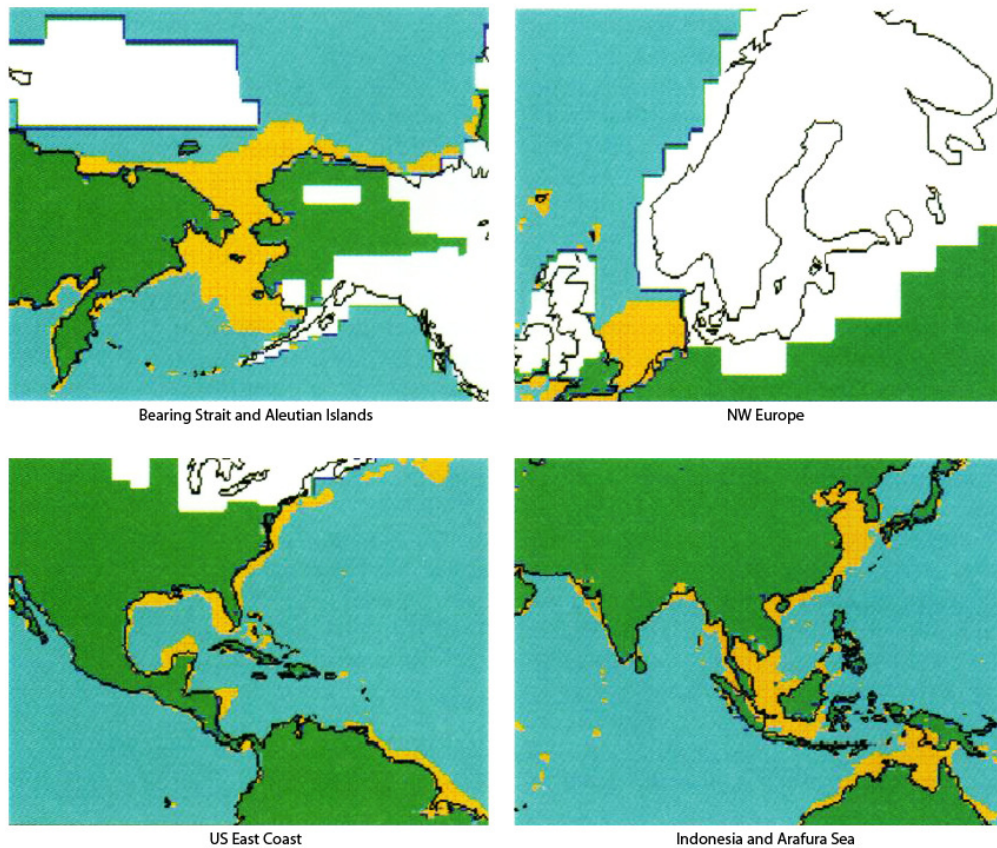 Bearing Strait and Aleutian Islands
NW Europe
US East Coast
Indonesia and Arafura Sea